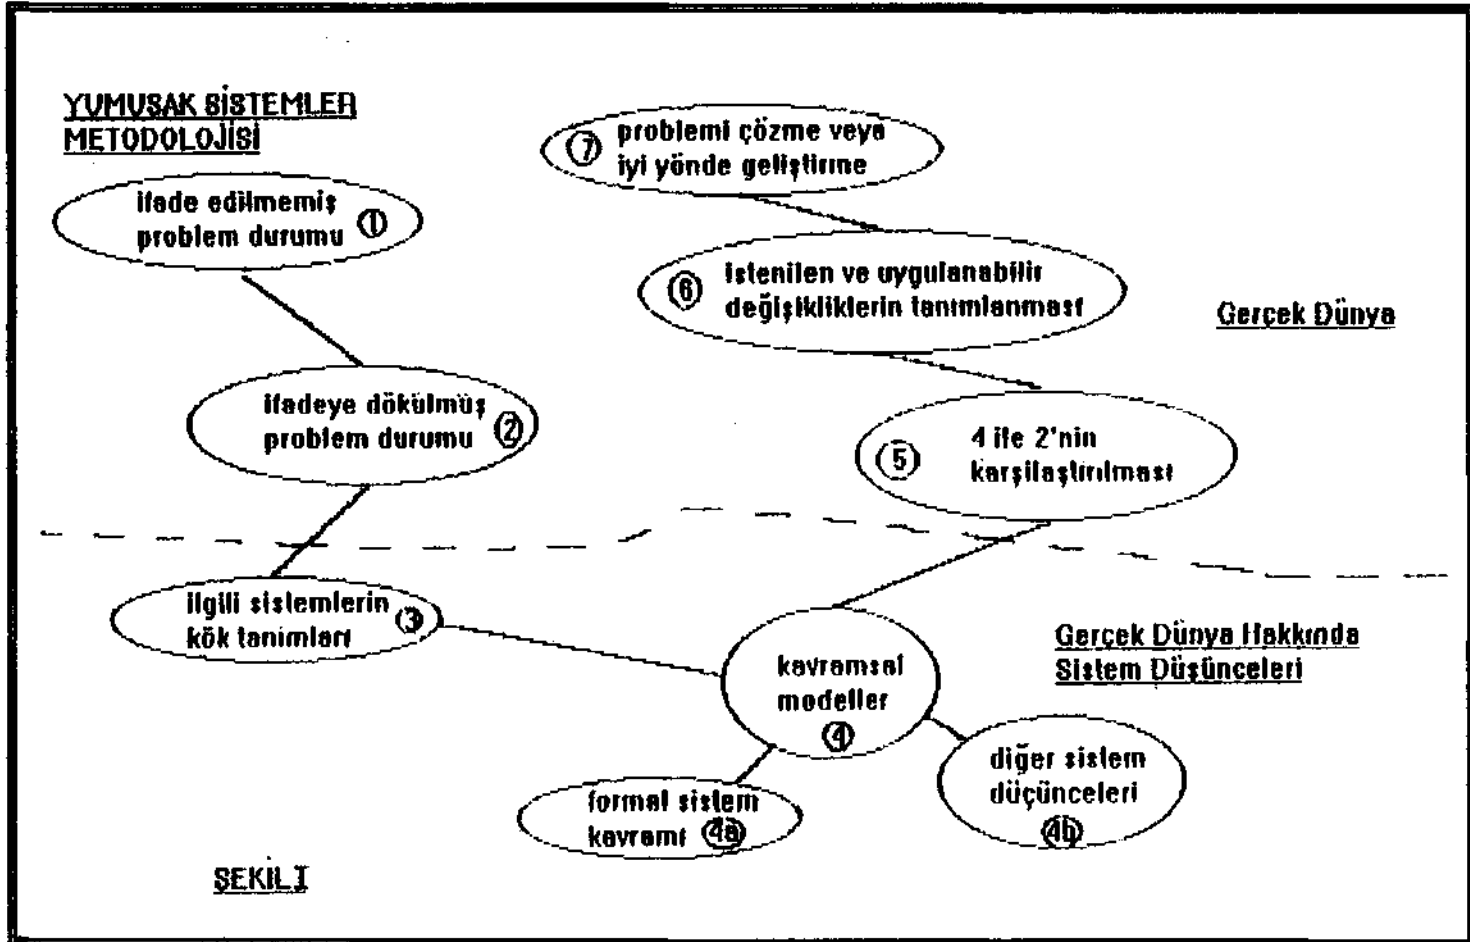 YUMUSAK SİSTEMLER
METODOLOJİSİ
ifade edilmemiş
problem durumu 1
7 problemi çözme veya
iyi yönde geliştirme
6 istenilen ve uygulanabilir
değişikliklerin tanımlanması
Gerçek Dünya
ifadeye dökülmüş
problem durumu 2
5 4 ile 2'nin
karşilaştırılması
ilgili sistemlerin
kök tanımları 3
Gerçek Dünya Hakkında
Sistem Düşünceleri
kavramsal
modeller
4
formal sistem
kavramı 4a
diğer sistem
düçünceleri
4b
ŞEKİL I